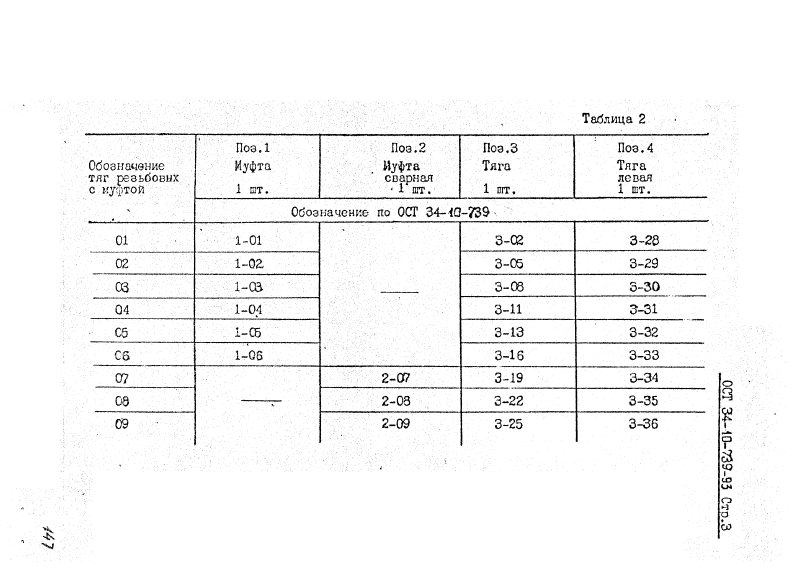 Таблица 2
Обозначение тяг резьбовых с муфтой
Поз.1 Муфта 1 шт.
Поз.2 Муфта сварная 1 шт.
Поз.3 Тяга 1 шт.
Поз.4 Тяга левая 1 шт.
Обозначение по ОСТ 34-10-739
01 1-01 — 3-02 3-28
02 1-02 3-05 3-29
03 1-03 3-08 3-30
04 1-04 3-11 3-31
05 1-05 3-13 3-32
06 1-06 3-16 3-33
07 — 2-07 3-19 3-34
08 2-08 3-22 3-35
09 2-09 3-25 3-36
ОСТ 34-10-739-93 Стр.3
147